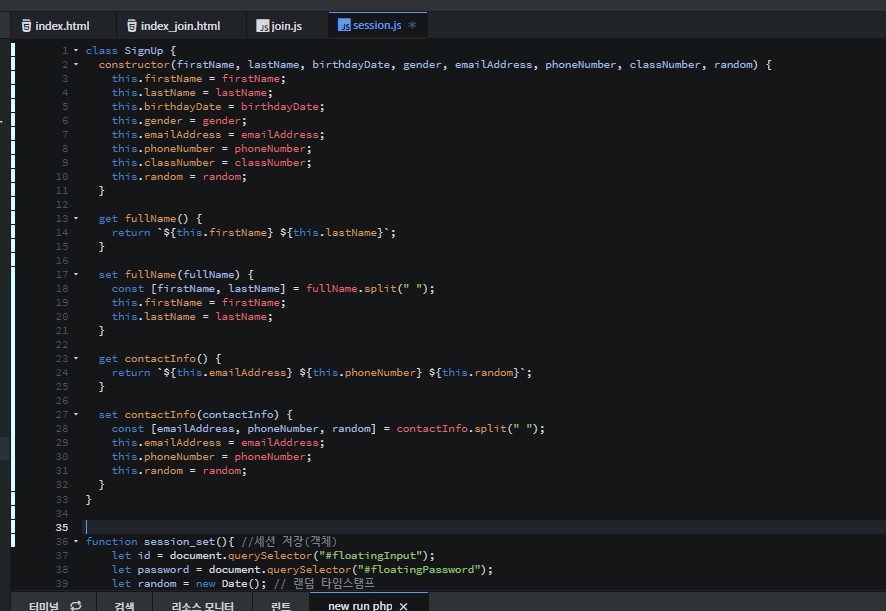 index.html index_join.html join.js session.js
1 class SignUp {
2 constructor(firstName, lastName, birthdayDate, gender, emailAddress, phoneNumber, classNumber, random) {
3 this.firstName = firstName;
4 this.lastName = lastName;
5 this.birthdayDate = birthdayDate;
6 this.gender = gender;
7 this.emailAddress = emailAddress;
8 this.phoneNumber = phoneNumber;
9 this.classNumber = classNumber;
10 this.random = random;
11 }
12
13 get fullName() {
14 return `${this.firstName} ${this.lastName}`;
15 }
16
17 set fullName(fullName) {
18 const [firstName, lastName] = fullName.split(" ");
19 this.firstName = firstName;
20 this.lastName = lastName;
21 }
22
23 get contactInfo() {
24 return `${this.emailAddress} ${this.phoneNumber} ${this.random}`;
25 }
26
27 set contactInfo(contactInfo) {
28 const [emailAddress, phoneNumber, random] = contactInfo.split(" ");
29 this.emailAddress = emailAddress;
30 this.phoneNumber = phoneNumber;
31 this.random = random;
32 }
33 }
34
35
36 function session_set(){ //세션 저장(객체)
37 let id = document.querySelector("#floatingInput");
38 let password = document.querySelector("#floatingPassword");
39 let random = new Date(); // 랜덤 타임스탬프
터미널 검색 리소스 모니터 린트 new run php ×